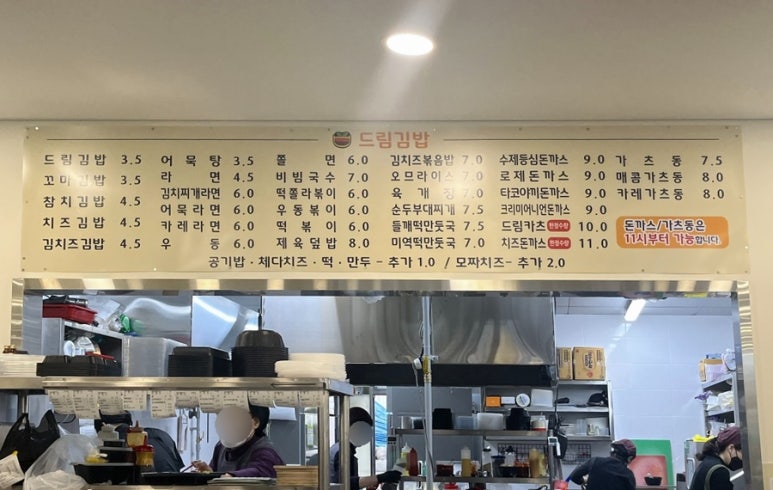 드림김밥
드림김밥 3.5
꼬마김밥 3.5
참치김밥 4.5
치즈김밥 4.5
김치즈김밥 4.5
어묵탕 3.5
라면 4.5
김치찌개라면 6.0
어묵라면 6.0
카레라면 6.0
우동 6.0
쫄면 6.0
비빔국수 7.0
떡쫄라볶이 6.0
우동볶이 6.0
떡볶이 6.0
제육덮밥 8.0
김치즈볶음밥 7.0
오므라이스 7.0
육개장 7.0
순두부대찌개 7.5
들깨떡만둣국 7.5
미역떡만둣국 7.0
수제등심돈까스 9.0
로제돈까스 9.0
타코야끼돈까스 9.0
크리미어니언돈까스 9.0
드림카츠 한정수량 10.0
치즈돈까스 한정수량 11.0
가츠동 7.5
매콤가츠동 8.0
카레가츠동 8.0
돈까스/가츠동은
11시부터 가능합니다.
공기밥·체다치즈·떡·만두 - 추가 1.0 / 모짜치즈- 추가 2.0